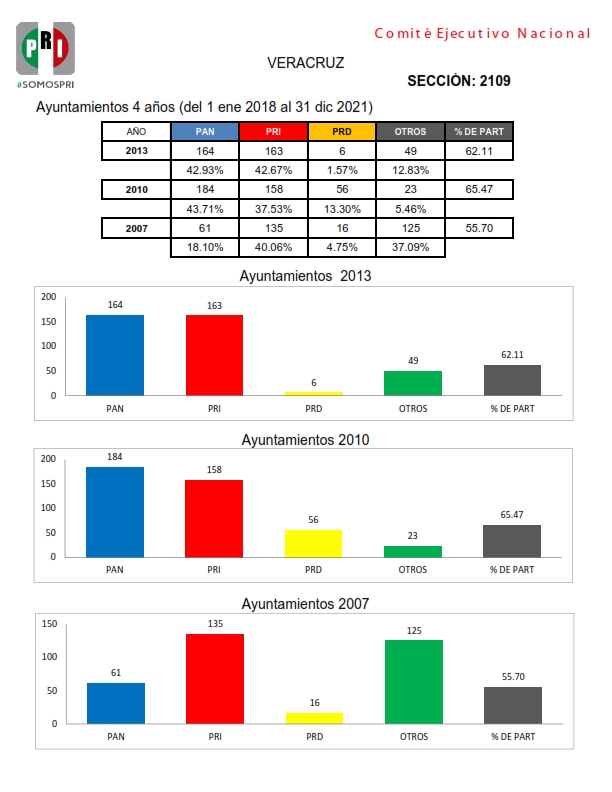 PRI
#SOMOSPRI
Comité Ejecutivo Nacional
VERACRUZ
SECCIÓN: 2109
Ayuntamientos 4 años (del 1 ene 2018 al 31 dic 2021)
AÑO PAN PRI PRD OTROS % DE PART
2013 164 163 6 49 62.11
42.93% 42.67% 1.57% 12.83%
2010 184 158 56 23 65.47
43.71% 37.53% 13.30% 5.46%
2007 61 135 16 125 55.70
18.10% 40.06% 4.75% 37.09%
Ayuntamientos 2013
200
150
100
50
0
164 163 6 49 62.11
PAN PRI PRD OTROS % DE PART
Ayuntamientos 2010
200
150
100
50
0
184 158 56 23 65.47
PAN PRI PRD OTROS % DE PART
Ayuntamientos 2007
150
100
50
0
61 135 16 125 55.70
PAN PRI PRD OTROS % DE PART